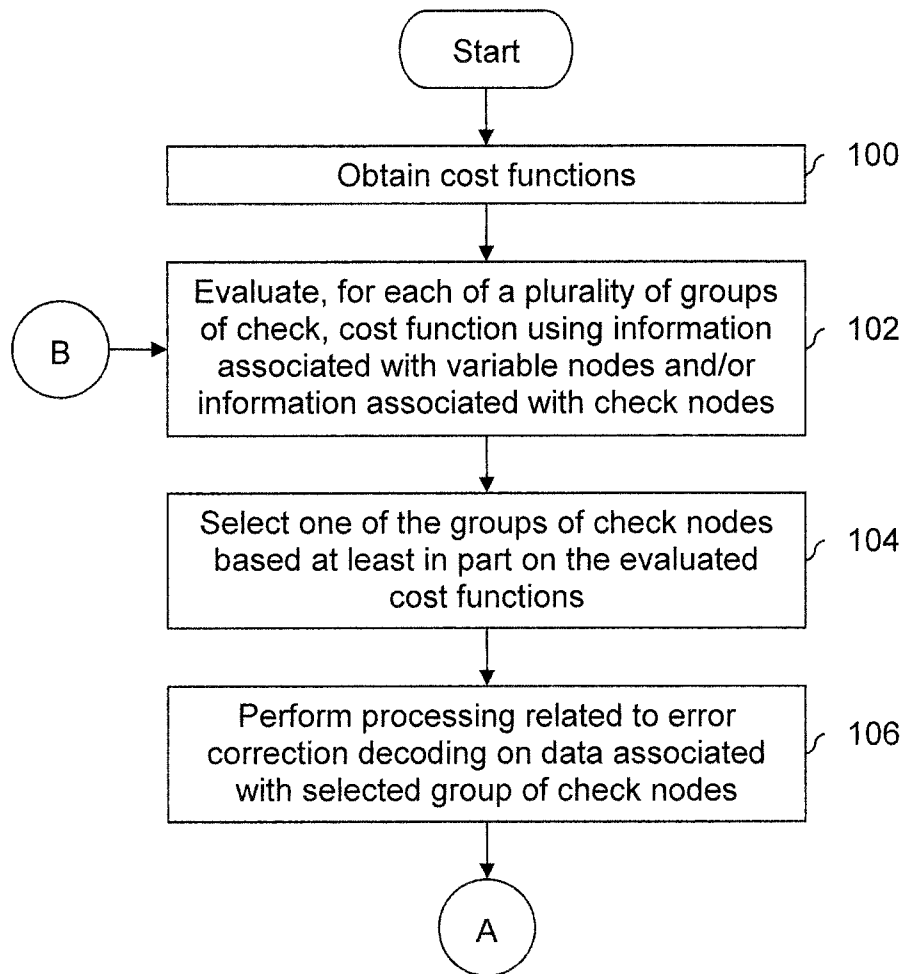 Start
Obtain cost functions
100
Evaluate, for each of a plurality of groups
of check, cost function using information
associated with variable nodes and/or
information associated with check nodes
102
B
Select one of the groups of check nodes
based at least in part on the evaluated
cost functions
104
Perform processing related to error
correction decoding on data associated
with selected group of check nodes
106
A